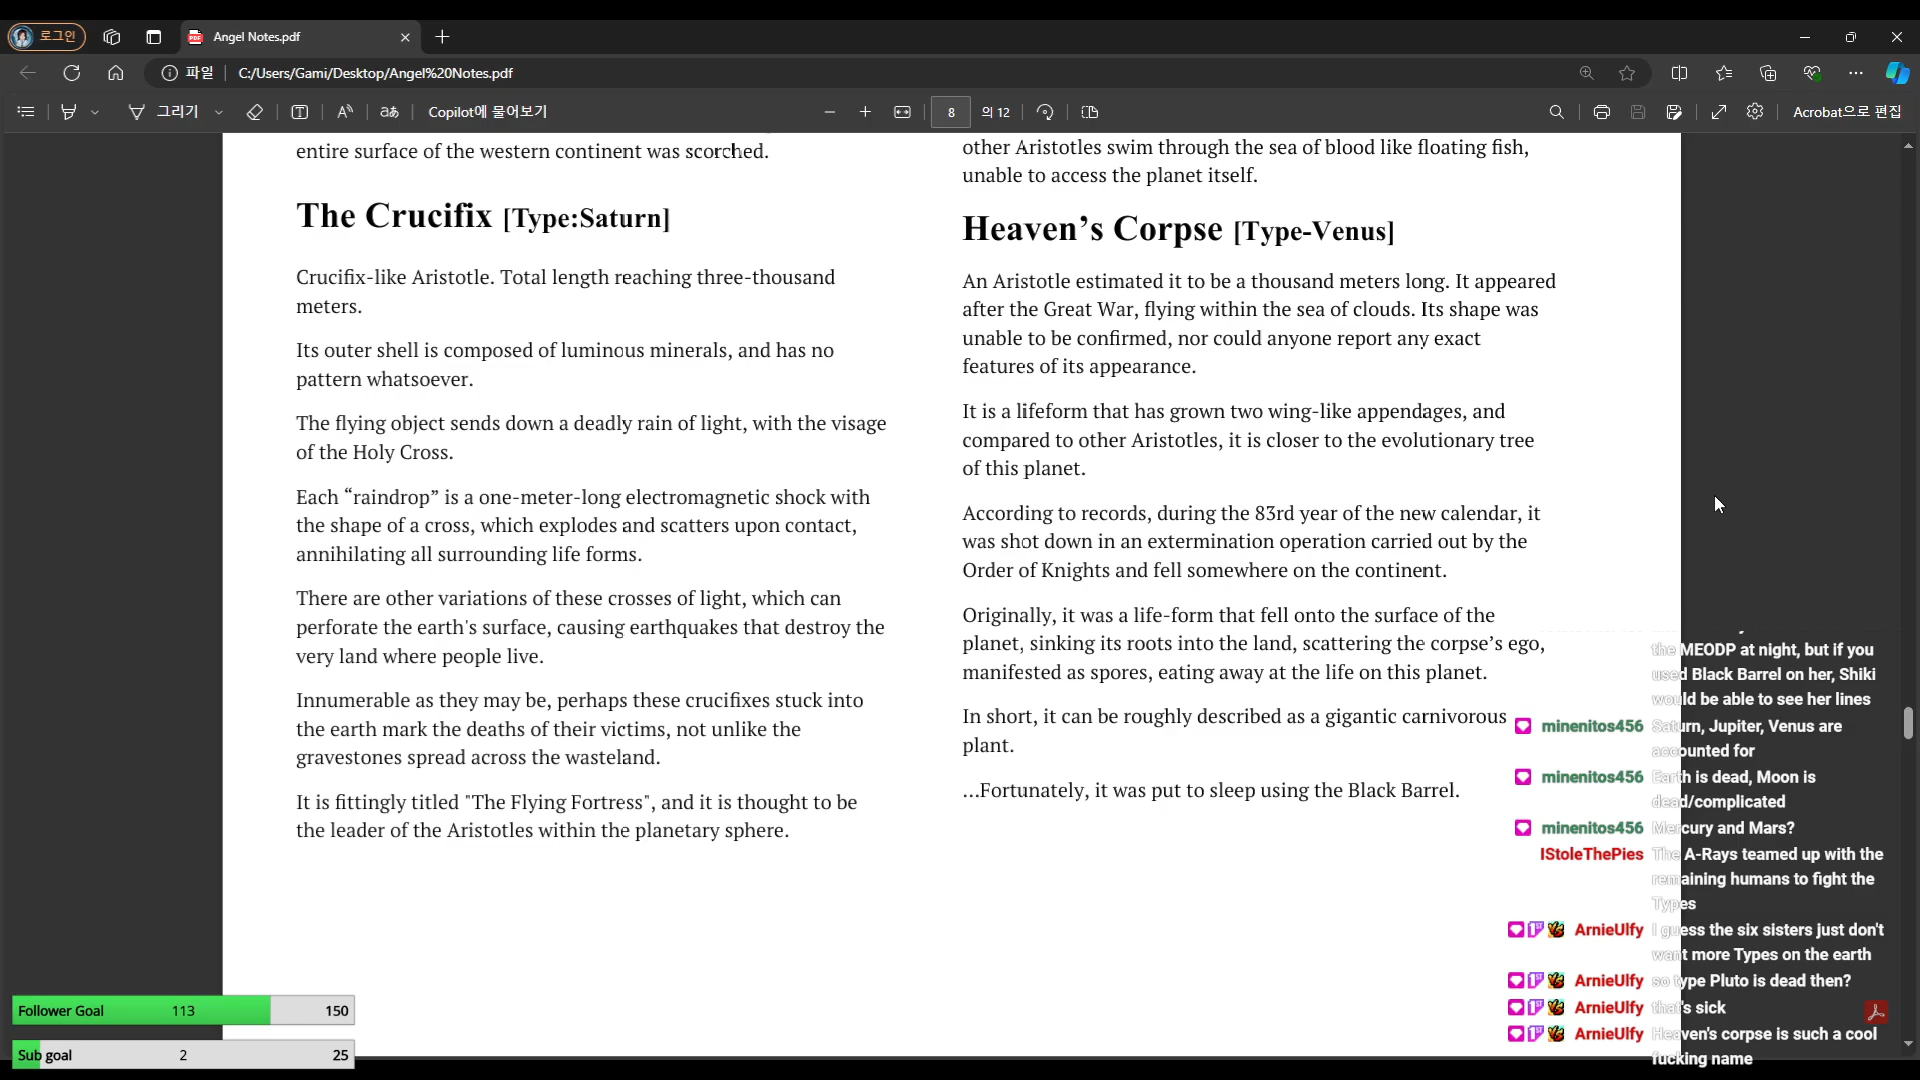 로그인
Angel Notes.pdf
파일
C:/Users/Gami/Desktop/Angel%20Notes.pdf
그리기
Copilot에 물어보기
8 의 12
Acrobat으로 편집
entire surface of the western continent was scorched.
The Crucifix [Type:Saturn]
Crucifix-like Aristotle. Total length reaching three-thousand
meters.
Its outer shell is composed of luminous minerals, and has no
pattern whatsoever.
The flying object sends down a deadly rain of light, with the visage
of the Holy Cross.
Each “raindrop” is a one-meter-long electromagnetic shock with
the shape of a cross, which explodes and scatters upon contact,
annihilating all surrounding life forms.
There are other variations of these crosses of light, which can
perforate the earth's surface, causing earthquakes that destroy the
very land where people live.
Innumerable as they may be, perhaps these crucifixes stuck into
the earth mark the deaths of their victims, not unlike the
gravestones spread across the wasteland.
It is fittingly titled "The Flying Fortress", and it is thought to be
the leader of the Aristotles within the planetary sphere.
other Aristotles swim through the sea of blood like floating fish,
unable to access the planet itself.
Heaven’s Corpse [Type-Venus]
An Aristotle estimated it to be a thousand meters long. It appeared
after the Great War, flying within the sea of clouds. Its shape was
unable to be confirmed, nor could anyone report any exact
features of its appearance.
It is a lifeform that has grown two wing-like appendages, and
compared to other Aristotles, it is closer to the evolutionary tree
of this planet.
According to records, during the 83rd year of the new calendar, it
was shot down in an extermination operation carried out by the
Order of Knights and fell somewhere on the continent.
Originally, it was a life-form that fell onto the surface of the
planet, sinking its roots into the land, scattering the corpse’s ego,
manifested as spores, eating away at the life on this planet.
In short, it can be roughly described as a gigantic carnivorous
plant.
…Fortunately, it was put to sleep using the Black Barrel.
the MEODP at night, but if you
used Black Barrel on her, Shiki
would be able to see her lines
minenitos456 Saturn, Jupiter, Venus are
accounted for
minenitos456 Earth is dead, Moon is
dead/complicated
minenitos456 Mercury and Mars?
IStoleThePies The A-Rays teamed up with the
remaining humans to fight the
Types
ArnieUlfy I guess the six sisters just don't
want more Types on the earth
ArnieUlfy so type Pluto is dead then?
ArnieUlfy that's sick
ArnieUlfy Heaven's corpse is such a cool
fucking name
Follower Goal 113 150
Sub goal 2 25